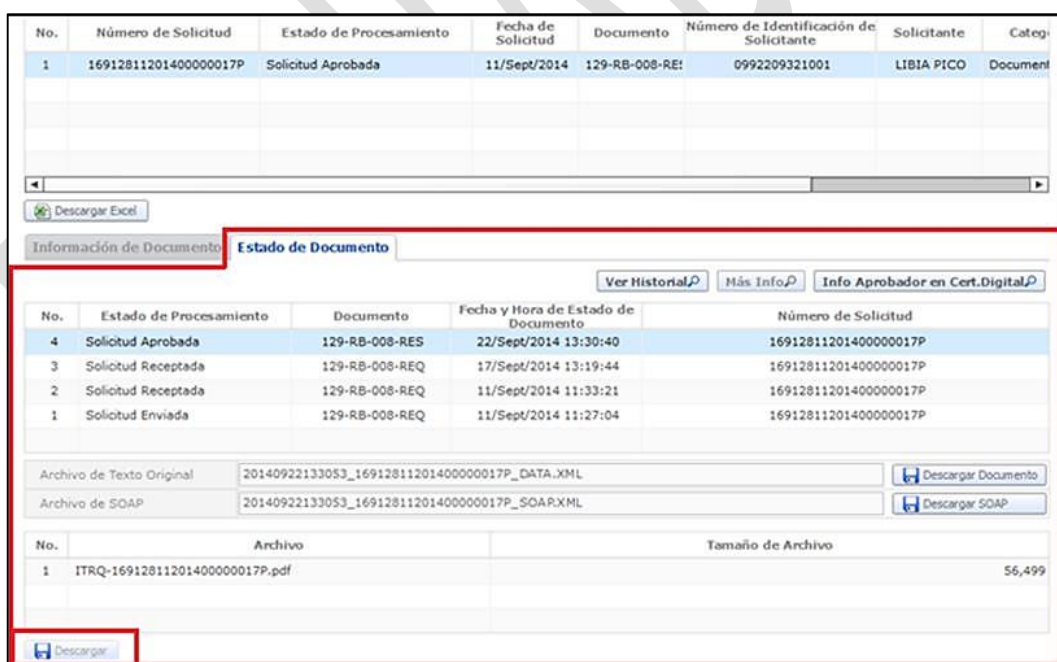 No. Número de Solicitud Estado de Procesamiento Fecha de Solicitud Documento Número de Identificación de Solicitante Solicitante Catego
1 16912811201400000017P Solicitud Aprobada 11/Sept/2014 129-RB-008-RES 0992209321001 LIBIA PICO Document
Descargar Excel
Información de Documento Estado de Documento
Ver Historial Más Info Info Aprobador en Cert.Digital
No. Estado de Procesamiento Documento Fecha y Hora de Estado de Documento Número de Solicitud
4 Solicitud Aprobada 129-RB-008-RES 22/Sept/2014 13:30:40 16912811201400000017P
3 Solicitud Receptada 129-RB-008-REQ 17/Sept/2014 13:19:44 16912811201400000017P
2 Solicitud Receptada 129-RB-008-REQ 11/Sept/2014 11:33:21 16912811201400000017P
1 Solicitud Enviada 129-RB-008-REQ 11/Sept/2014 11:27:04 16912811201400000017P
Archivo de Texto Original 20140922133053_16912811201400000017P_DATA.XML Descargar Documento
Archivo de SOAP 20140922133053_16912811201400000017P_SOAP.XML Descargar SOAP
No. Archivo Tamaño de Archivo
1 ITRQ-16912811201400000017P.pdf 56,499
Descargar